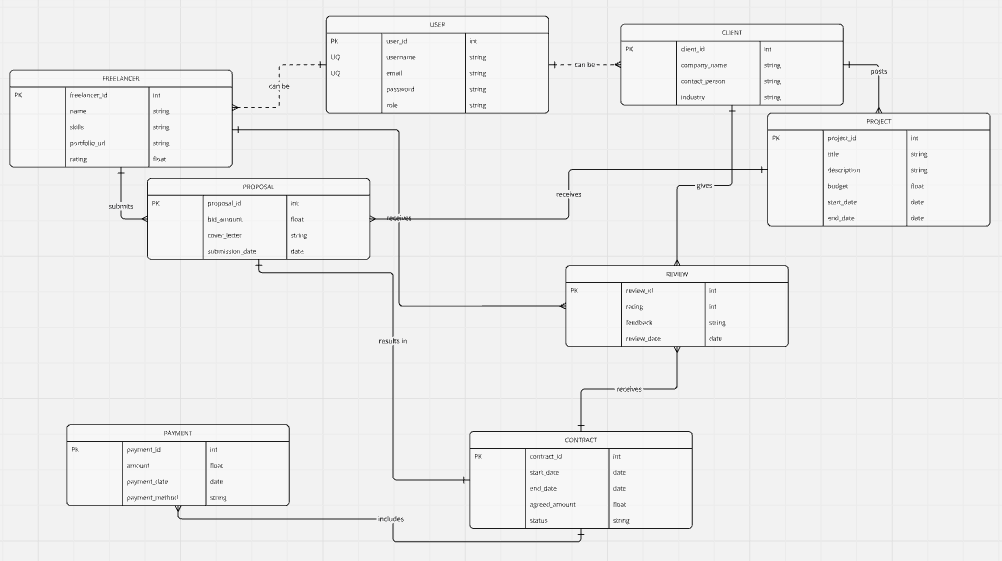 USER
PK user_id int
UQ username string
UQ email string
password string
role string
CLIENT
PK client_id int
company_name string
contact_person string
industry string
FREELANCER
PK freelancer_id int
name string
skills string
portfolio_url string
rating float
can be
can be
posts
PROJECT
PK project_id int
title string
description string
budget float
start_date date
end_date date
PROPOSAL
PK proposal_id int
bid_amount float
cover_letter string
submission_date date
submits
receives
receives
gives
REVIEW
PK review_id int
rating int
feedback string
review_date date
results in
receives
PAYMENT
PK payment_id int
amount float
payment_date date
payment_method string
CONTRACT
PK contract_id int
start_date date
end_date date
agreed_amount float
status string
includes